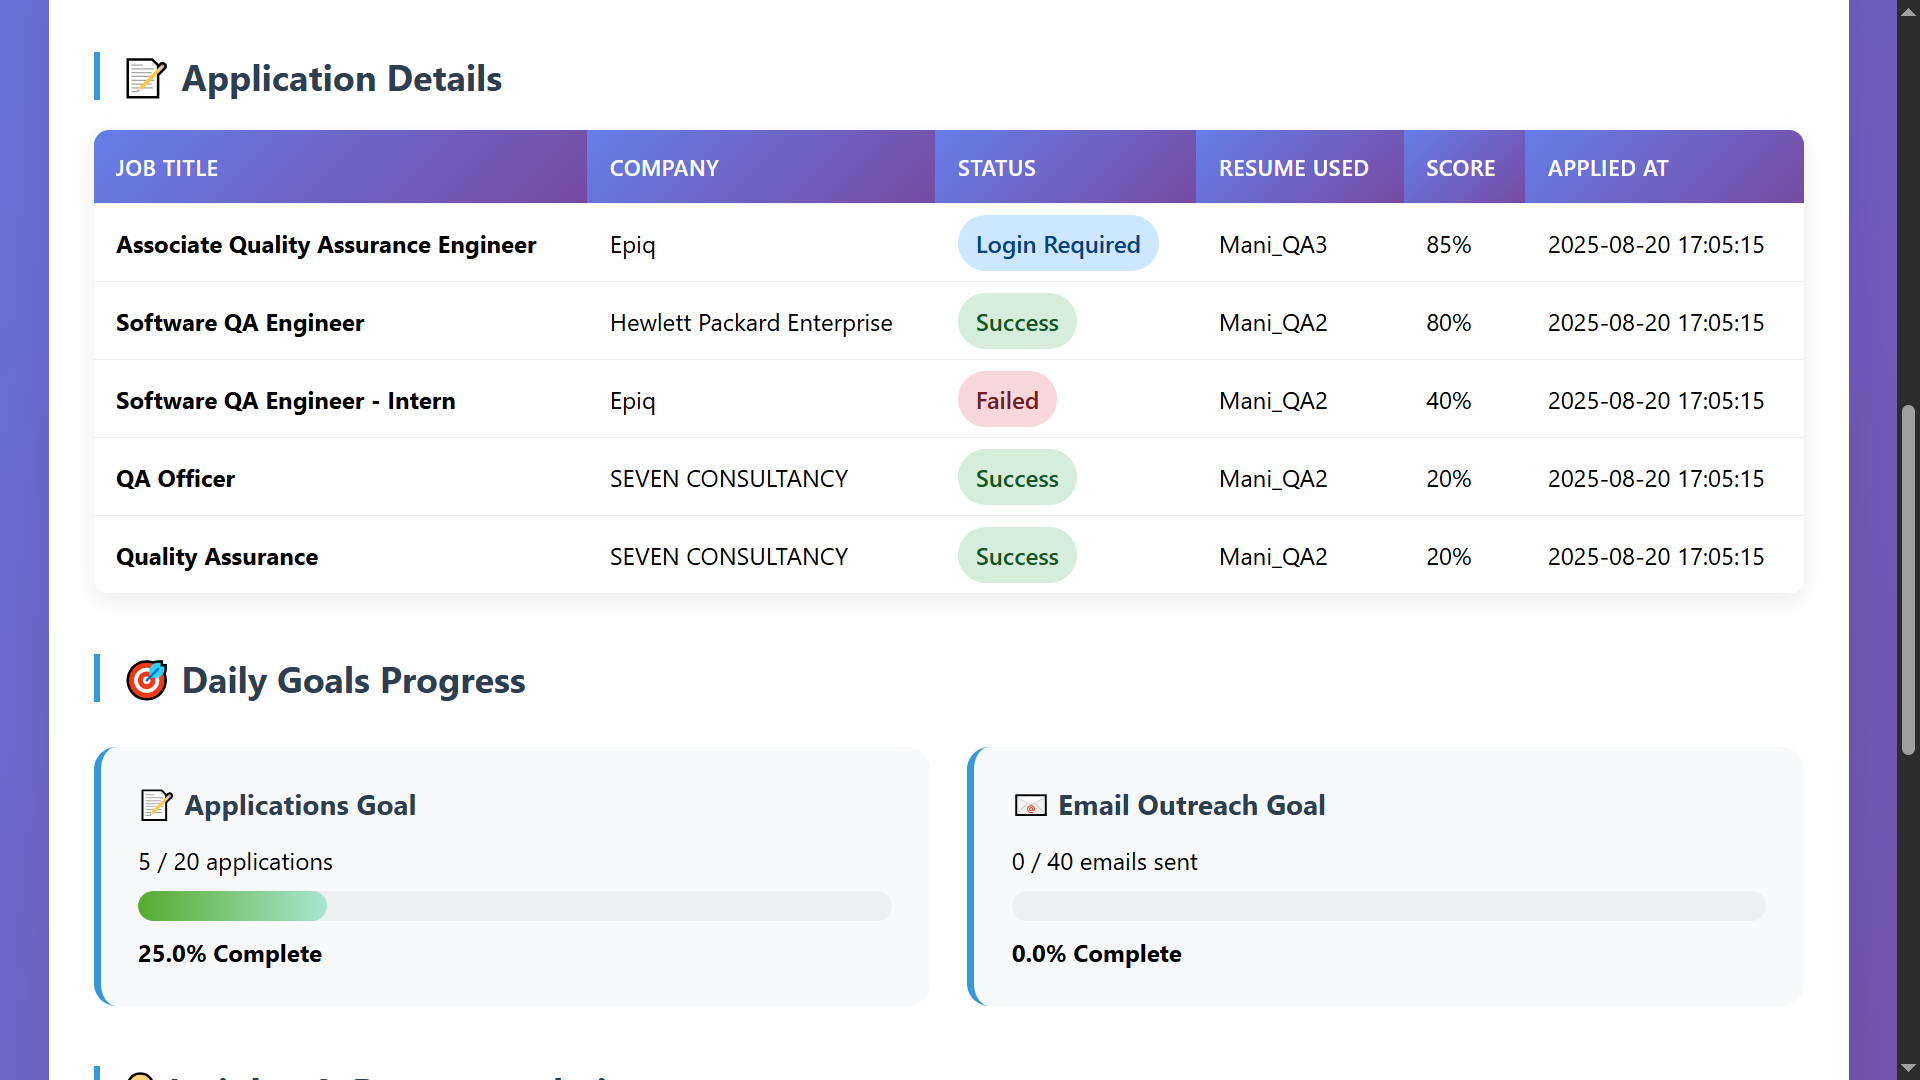 Application Details
JOB TITLE COMPANY STATUS RESUME USED SCORE APPLIED AT
Associate Quality Assurance Engineer Epiq Login Required Mani_QA3 85% 2025-08-20 17:05:15
Software QA Engineer Hewlett Packard Enterprise Success Mani_QA2 80% 2025-08-20 17:05:15
Software QA Engineer - Intern Epiq Failed Mani_QA2 40% 2025-08-20 17:05:15
QA Officer SEVEN CONSULTANCY Success Mani_QA2 20% 2025-08-20 17:05:15
Quality Assurance SEVEN CONSULTANCY Success Mani_QA2 20% 2025-08-20 17:05:15
Daily Goals Progress
Applications Goal
5 / 20 applications
25.0% Complete
Email Outreach Goal
0 / 40 emails sent
0.0% Complete